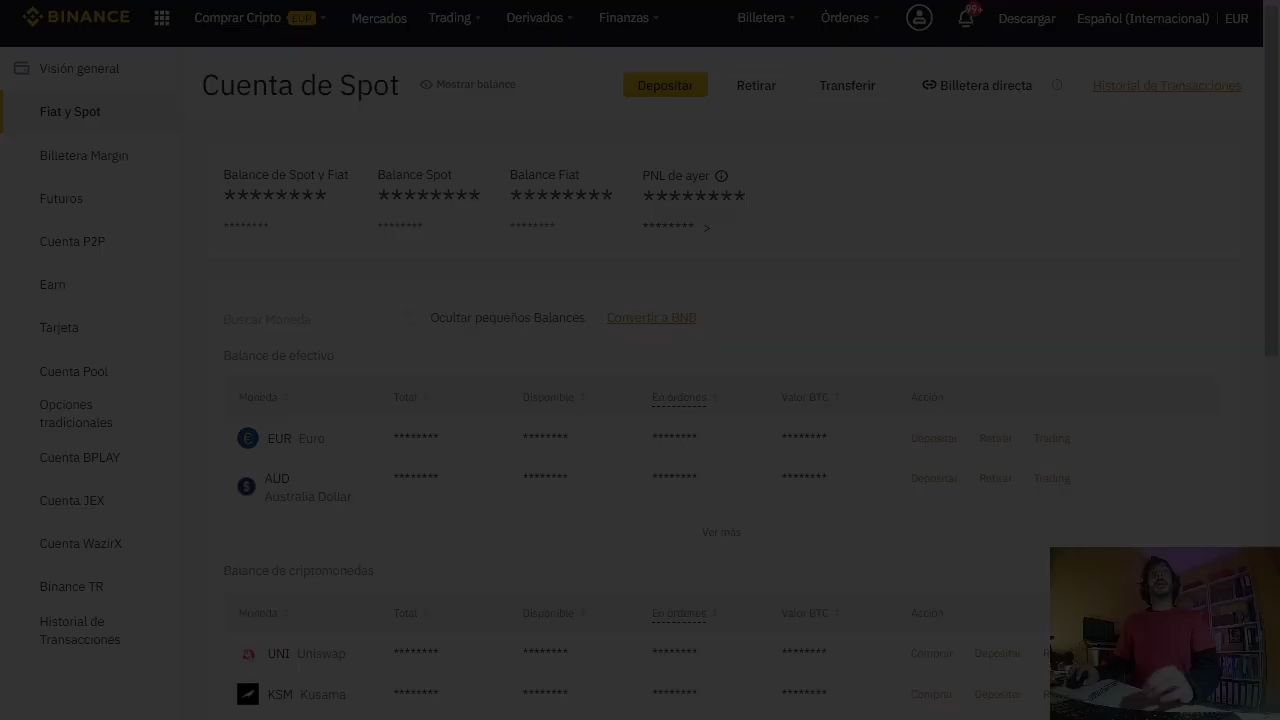 BINANCE
Comprar Cripto EUR Mercados Trading Derivados Finanzas Billetera Órdenes 99+ Descargar Español (Internacional) | EUR
Visión general
Fiat y Spot
Billetera Margin
Futuros
Cuenta P2P
Earn
Tarjeta
Cuenta Pool
Opciones
tradicionales
Cuenta BPLAY
Cuenta JEX
Cuenta WazirX
Binance TR
Historial de
Transacciones
Cuenta de Spot Mostrar balance Depositar Retirar Transferir Billetera directa Historial de Transacciones
Balance de Spot y Fiat Balance Spot Balance Fiat PNL de ayer
******** ******** ******** ********
******** ******** ******** ******** >
Buscar Monede Ocultar pequeños Balances. Convertir a BNB
Balance de efectivo
Moneda Total Disponible En órdenes Valor BTC Acción
EUR Euro ******** ******** ******** ******** Depositar Retirar Trading
AUD ******** ******** ******** ******** Depositar Retirar Trading
Australia Dollar
Ver más
Balance de criptomonedas
Moneda Total Disponible En órdenes Valor BTC Acción
UNI Uniswap ******** ******** ******** ******** Comprar Depositar
KSM Kusama ******** ******** ******** ******** Comprar Depositar